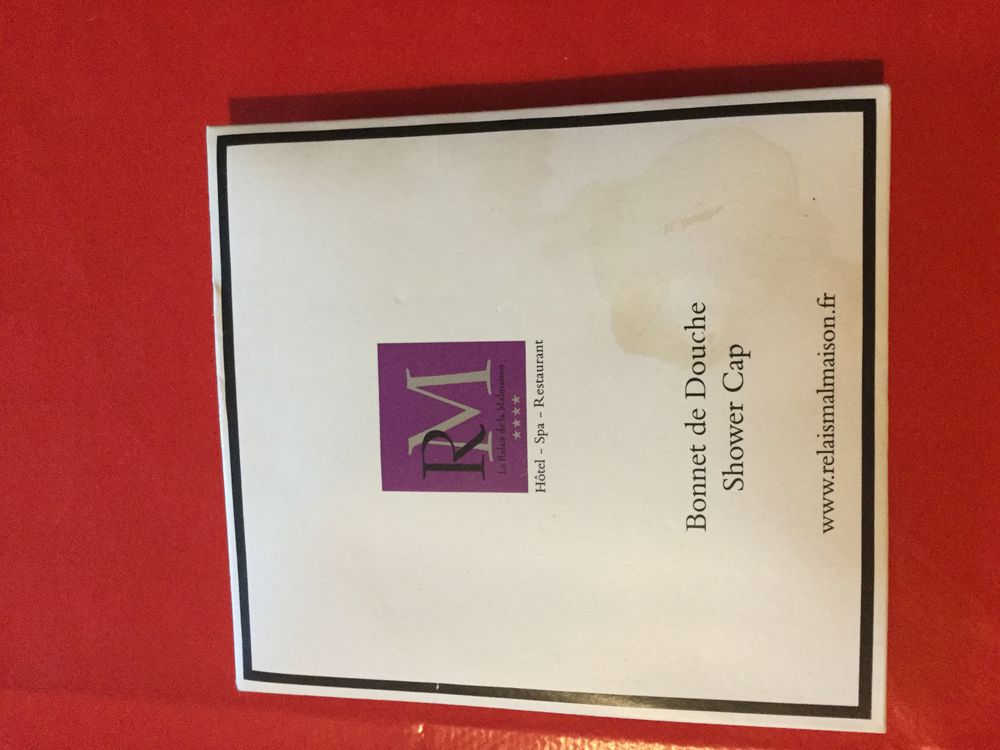 RM
Le Relais de la Malmaison
★★★★
Hôtel - Spa - Restaurant
Bonnet de Douche
Shower Cap
www.relaismalmaison.fr